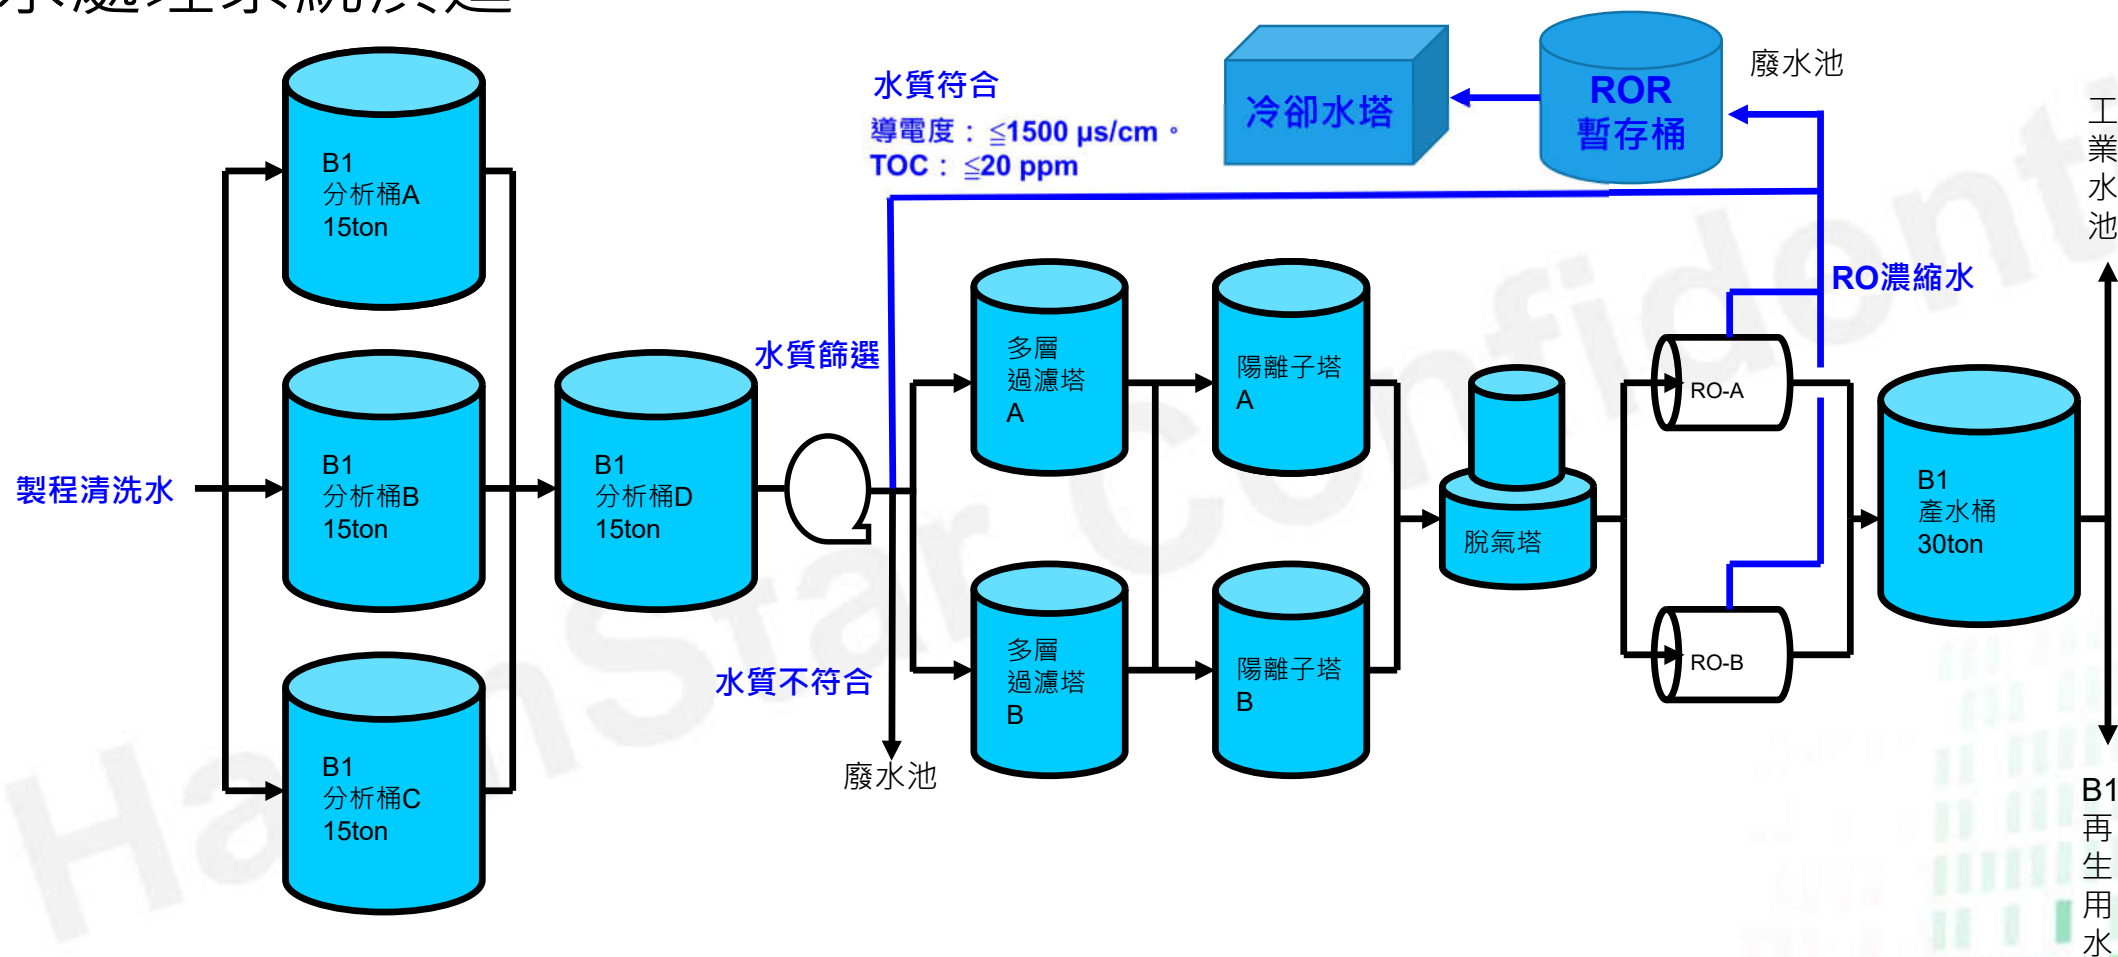 水質符合
導電度：≦1500 μs/cm。
TOC：≦20 ppm
冷卻水塔
ROR
暫存桶
廢水池
工業水池
B1
分析桶A
15ton
RO濃縮水
水質篩選
多層
過濾塔
A
陽離子塔
A
RO-A
製程清洗水
B1
分析桶B
15ton
B1
分析桶D
15ton
脫氣塔
B1
產水桶
30ton
水質不符合
多層
過濾塔
B
陽離子塔
B
RO-B
廢水池
B1
分析桶C
15ton
B1再生用水
HannStar Confident